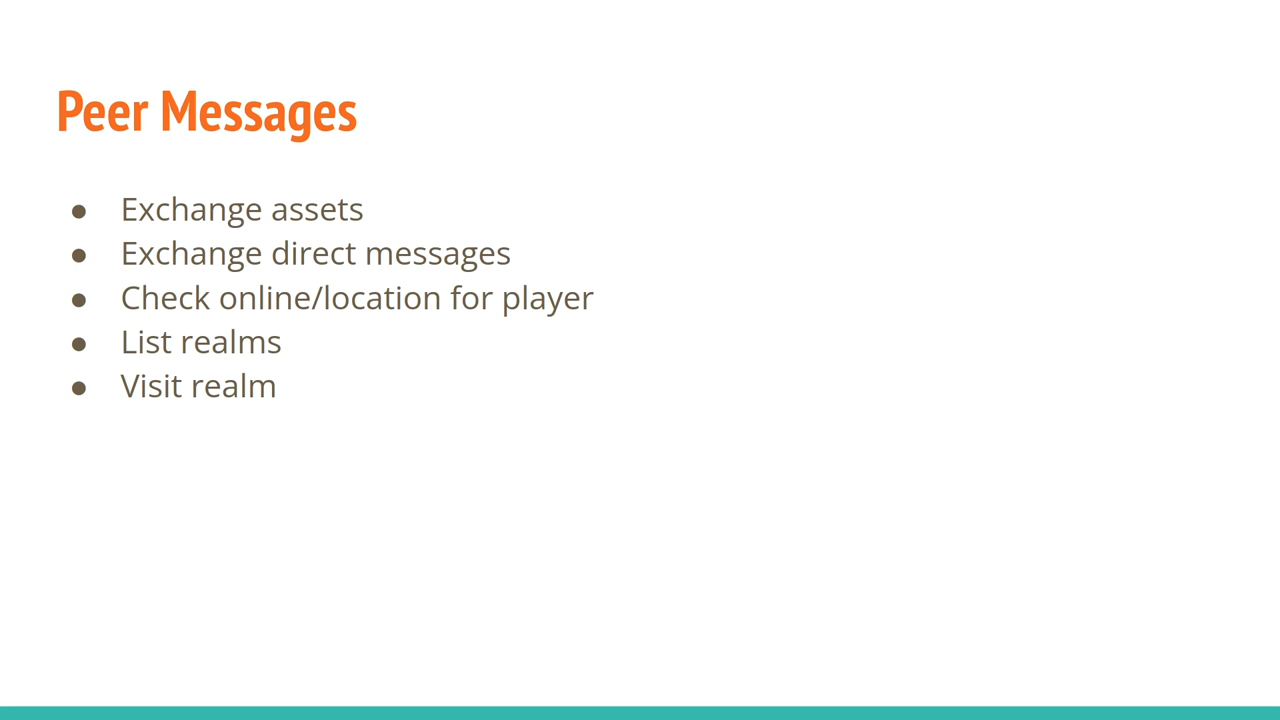 Peer Messages
● Exchange assets
● Exchange direct messages
● Check online/location for player
● List realms
● Visit realm